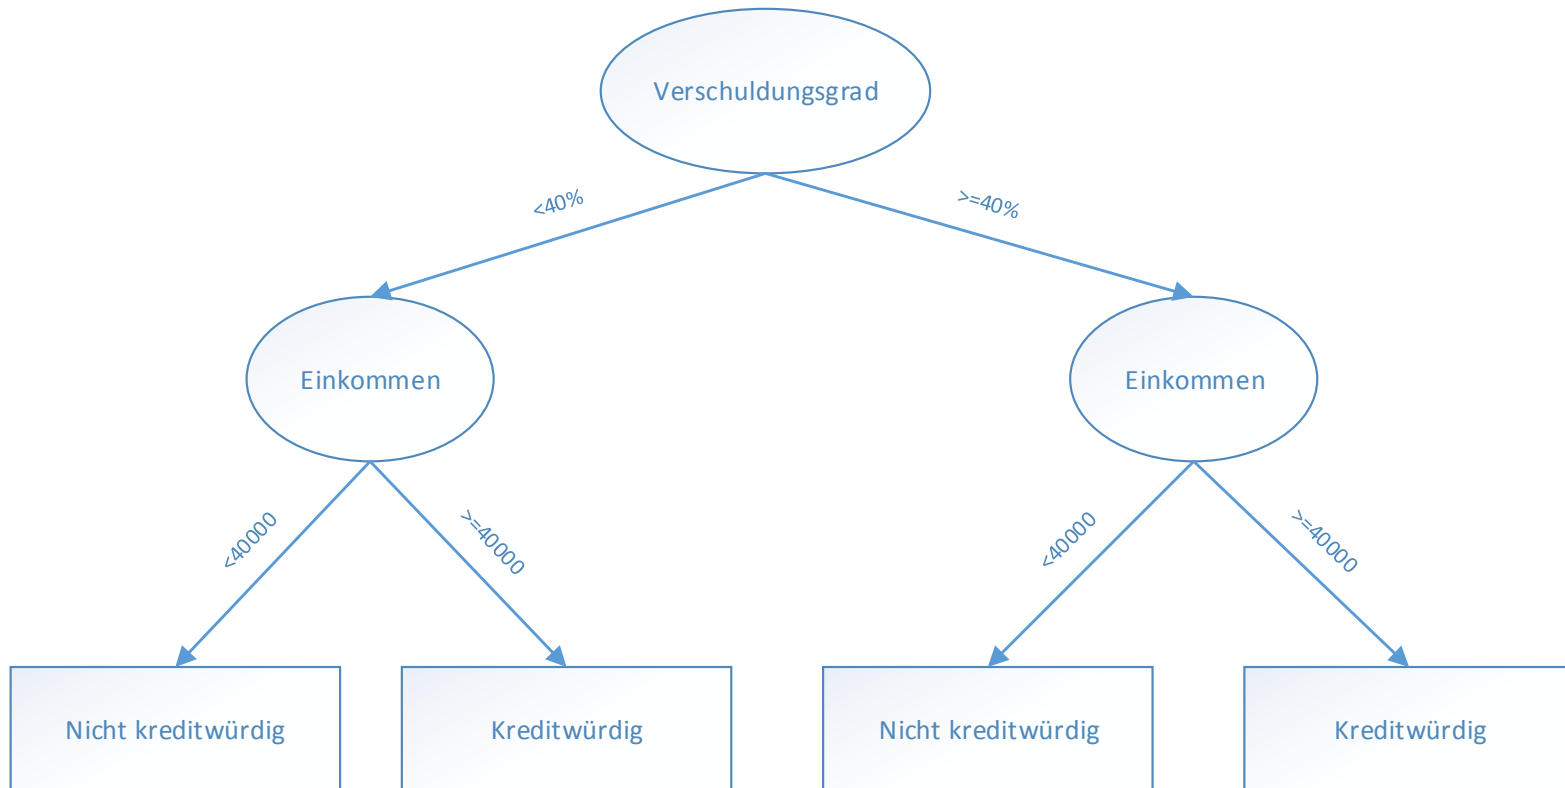 Verschuldungsgrad
<40%
>=40%
Einkommen
Einkommen
<40000
>=40000
<40000
>=40000
Nicht kreditwürdig
Kreditwürdig
Nicht kreditwürdig
Kreditwürdig